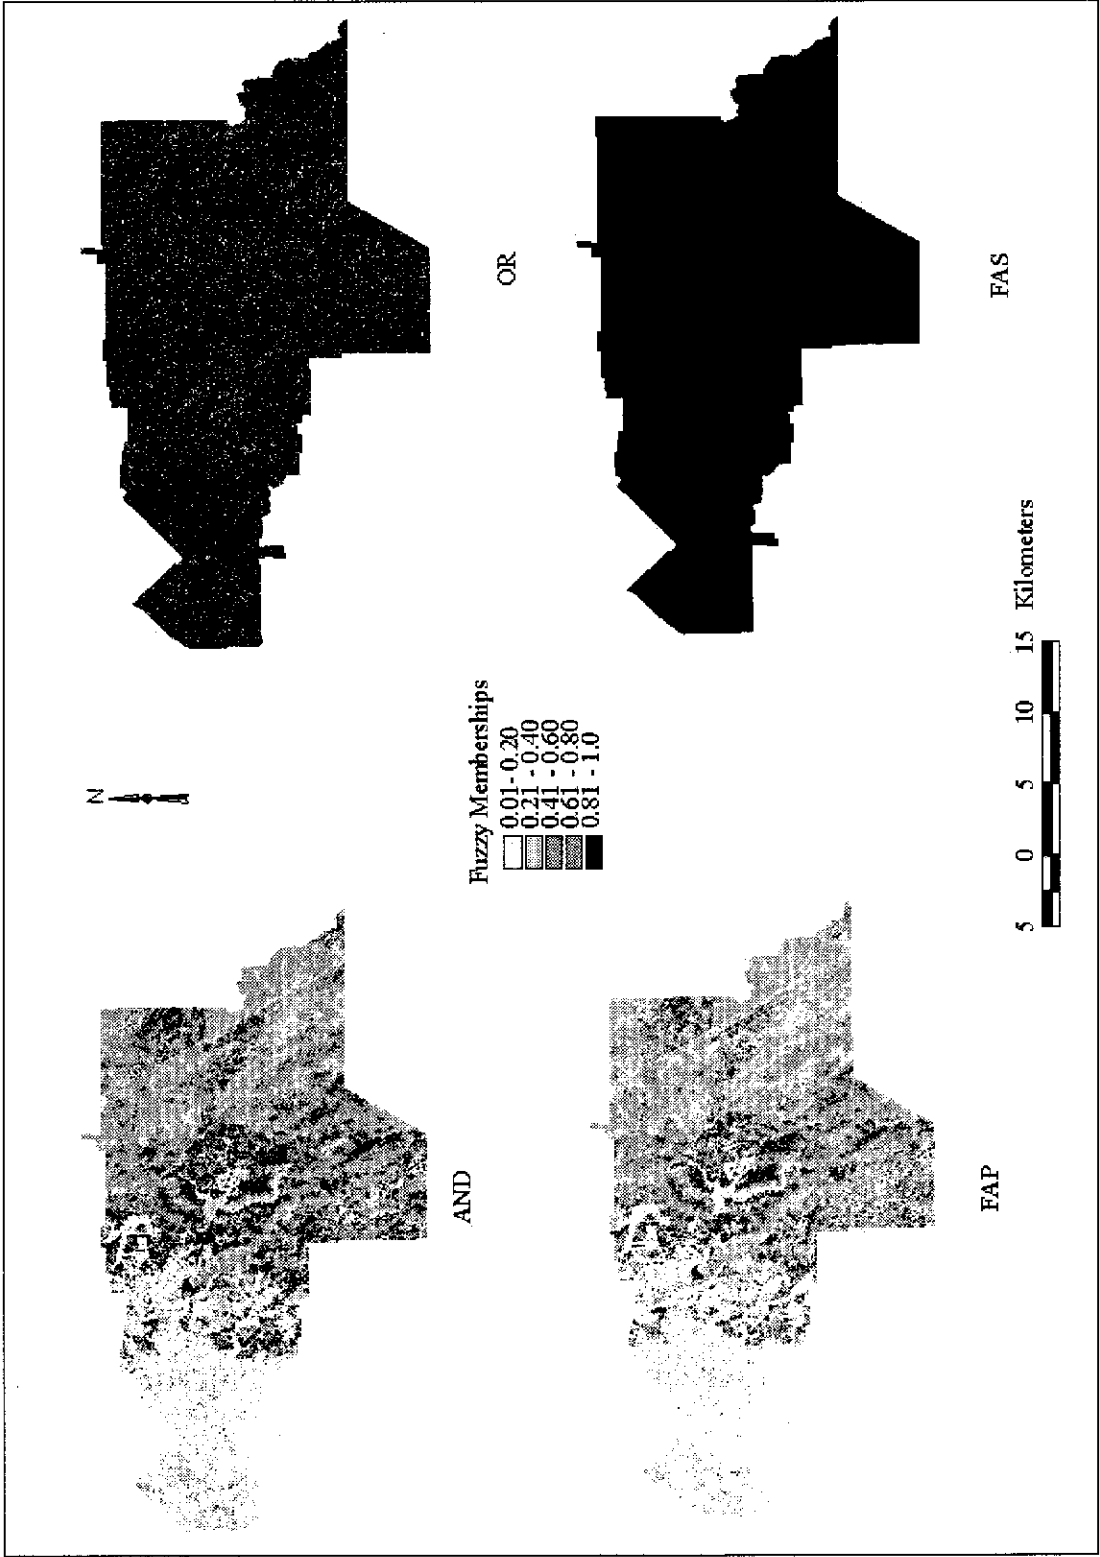 AND
OR
N
Fuzzy Memberships
0.01- 0.20
0.21 - 0.40
0.41 - 0.60
0.61 - 0.80
0.81 - 1.0
FAP
FAS
5 0 5 10 15 Kilometers